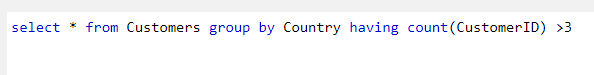 select * from Customers group by Country having count(CustomerID) >3